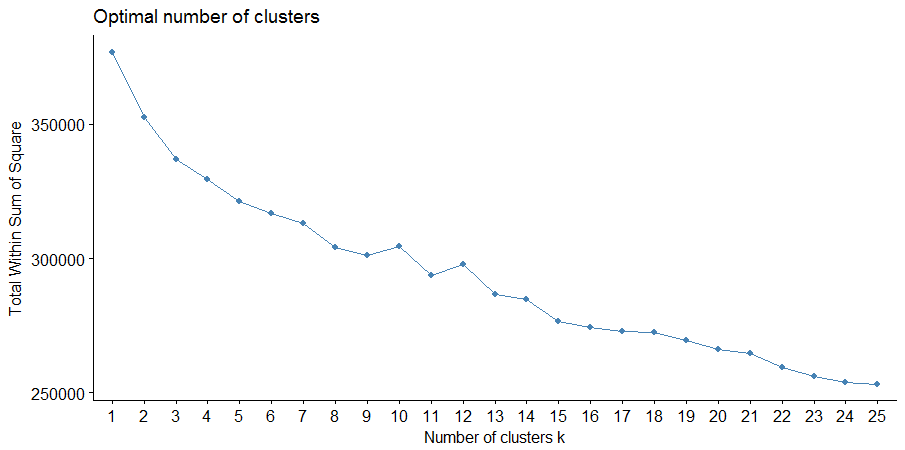 Optimal number of clusters
Total Within Sum of Square
350000
300000
250000
1 2 3 4 5 6 7 8 9 10 11 12 13 14 15 16 17 18 19 20 21 22 23 24 25
Number of clusters k